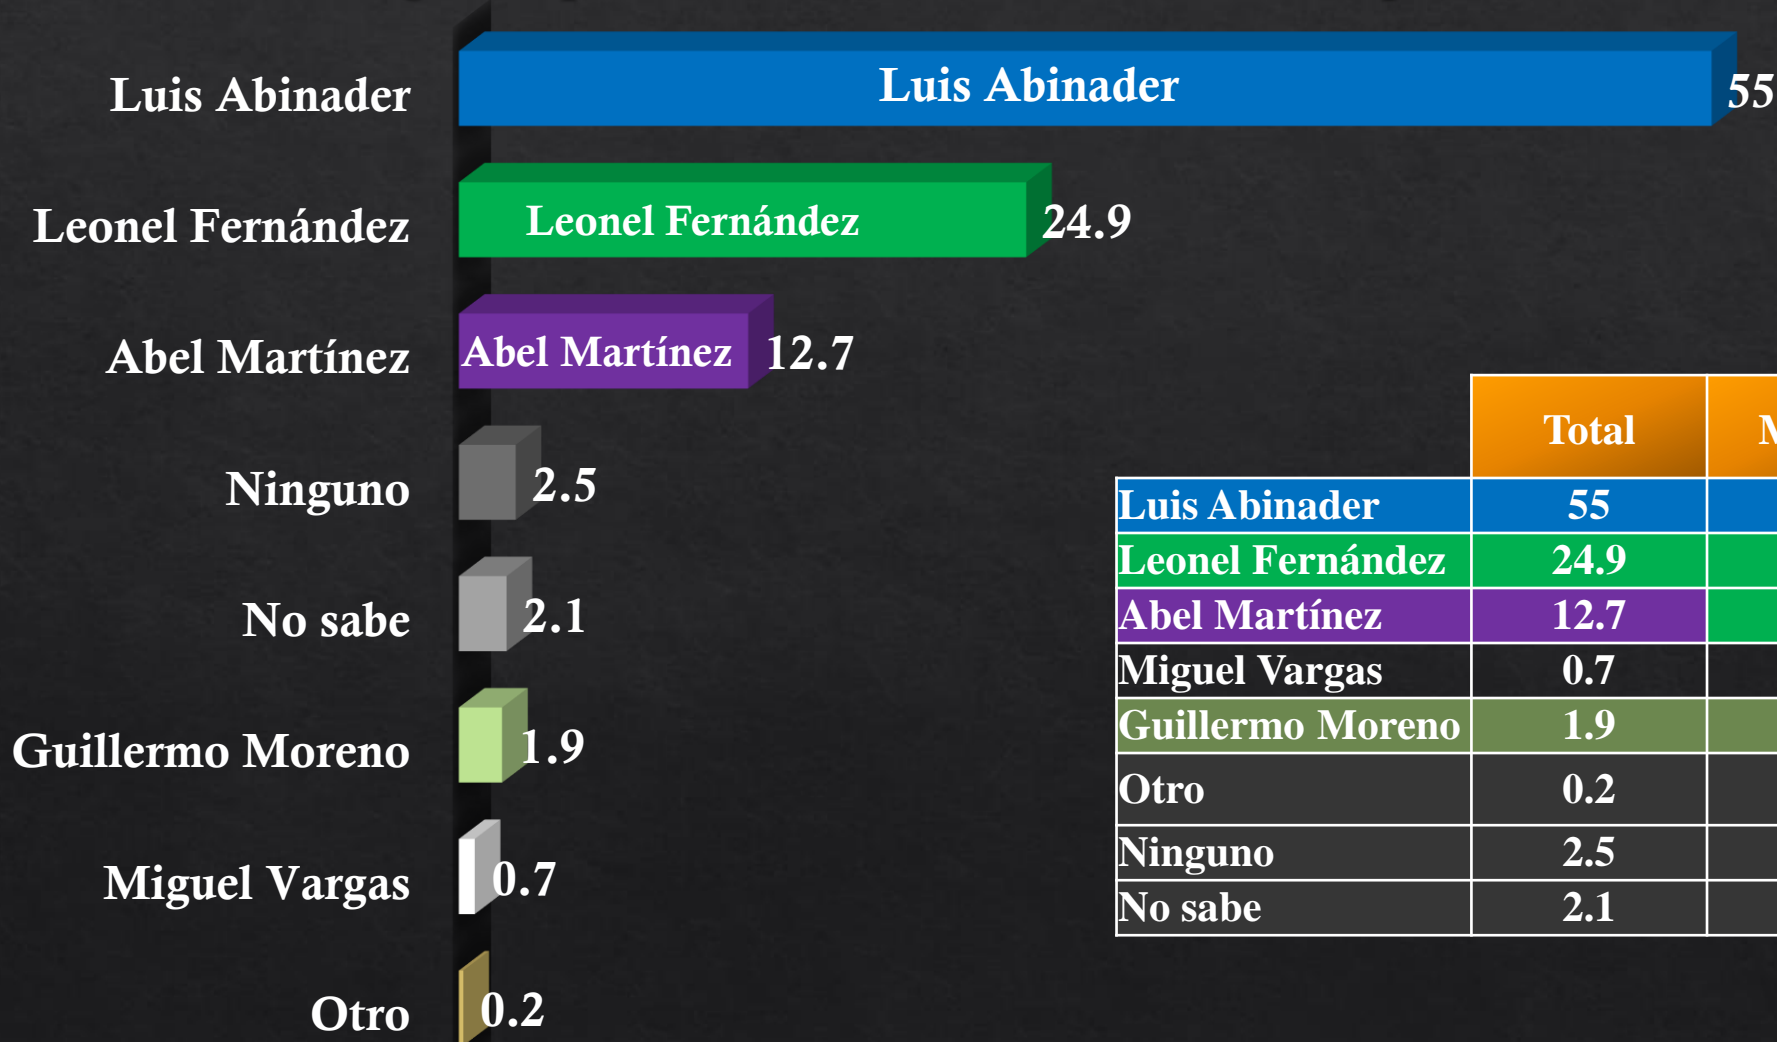 Luis Abinader
Luis Abinader
55
Leonel Fernández
Leonel Fernández
24.9
Abel Martínez
Abel Martínez
12.7
Ninguno
2.5
No sabe
2.1
Guillermo Moreno
1.9
Miguel Vargas
0.7
Otro
0.2
Total
Luis Abinader 55
Leonel Fernández 24.9
Abel Martínez 12.7
Miguel Vargas 0.7
Guillermo Moreno 1.9
Otro 0.2
Ninguno 2.5
No sabe 2.1